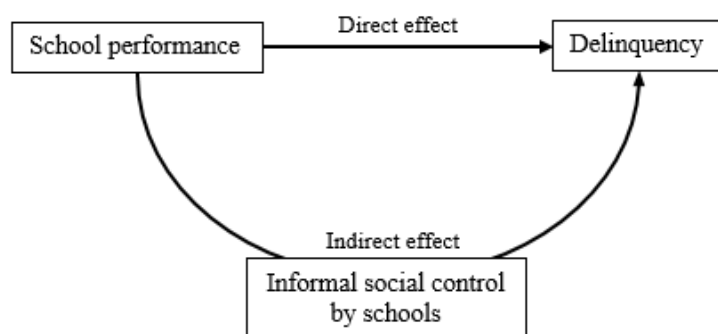 Direct effect
School performance
Delinquency
Indirect effect
Informal social control
by schools